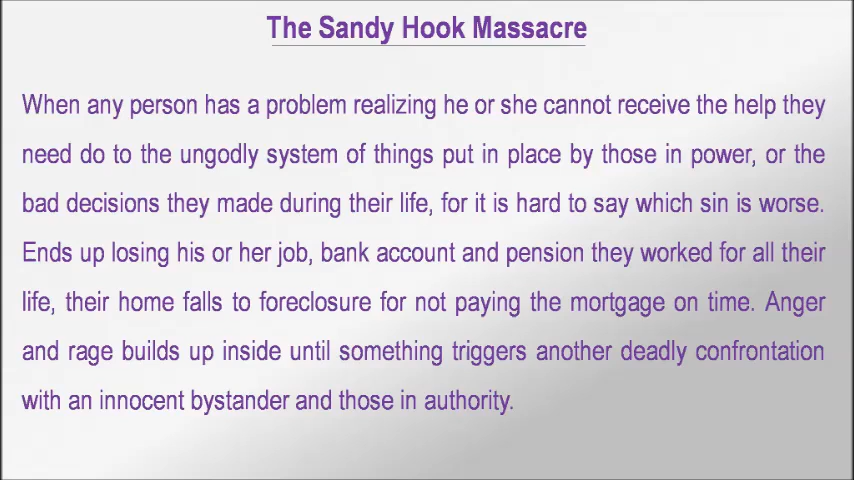 The Sandy Hook Massacre
When any person has a problem realizing he or she cannot receive the help they
need do to the ungodly system of things put in place by those in power, or the
bad decisions they made during their life, for it is hard to say which sin is worse.
Ends up losing his or her job, bank account and pension they worked for all their
life, their home falls to foreclosure for not paying the mortgage on time. Anger
and rage builds up inside until something triggers another deadly confrontation
with an innocent bystander and those in authority.